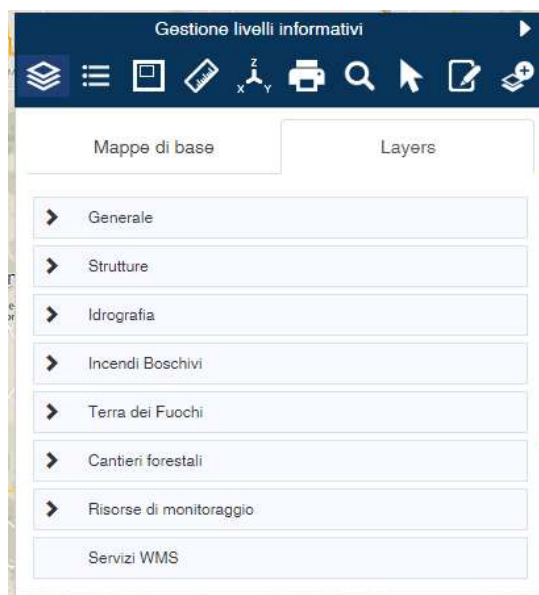 Gestione livelli informativi
Z
X Y
Mappe di base
Layers
Generale
Strutture
Idrografia
Incendi Boschivi
Terra dei Fuochi
Cantieri forestali
Risorse di monitoraggio
Servizi WMS